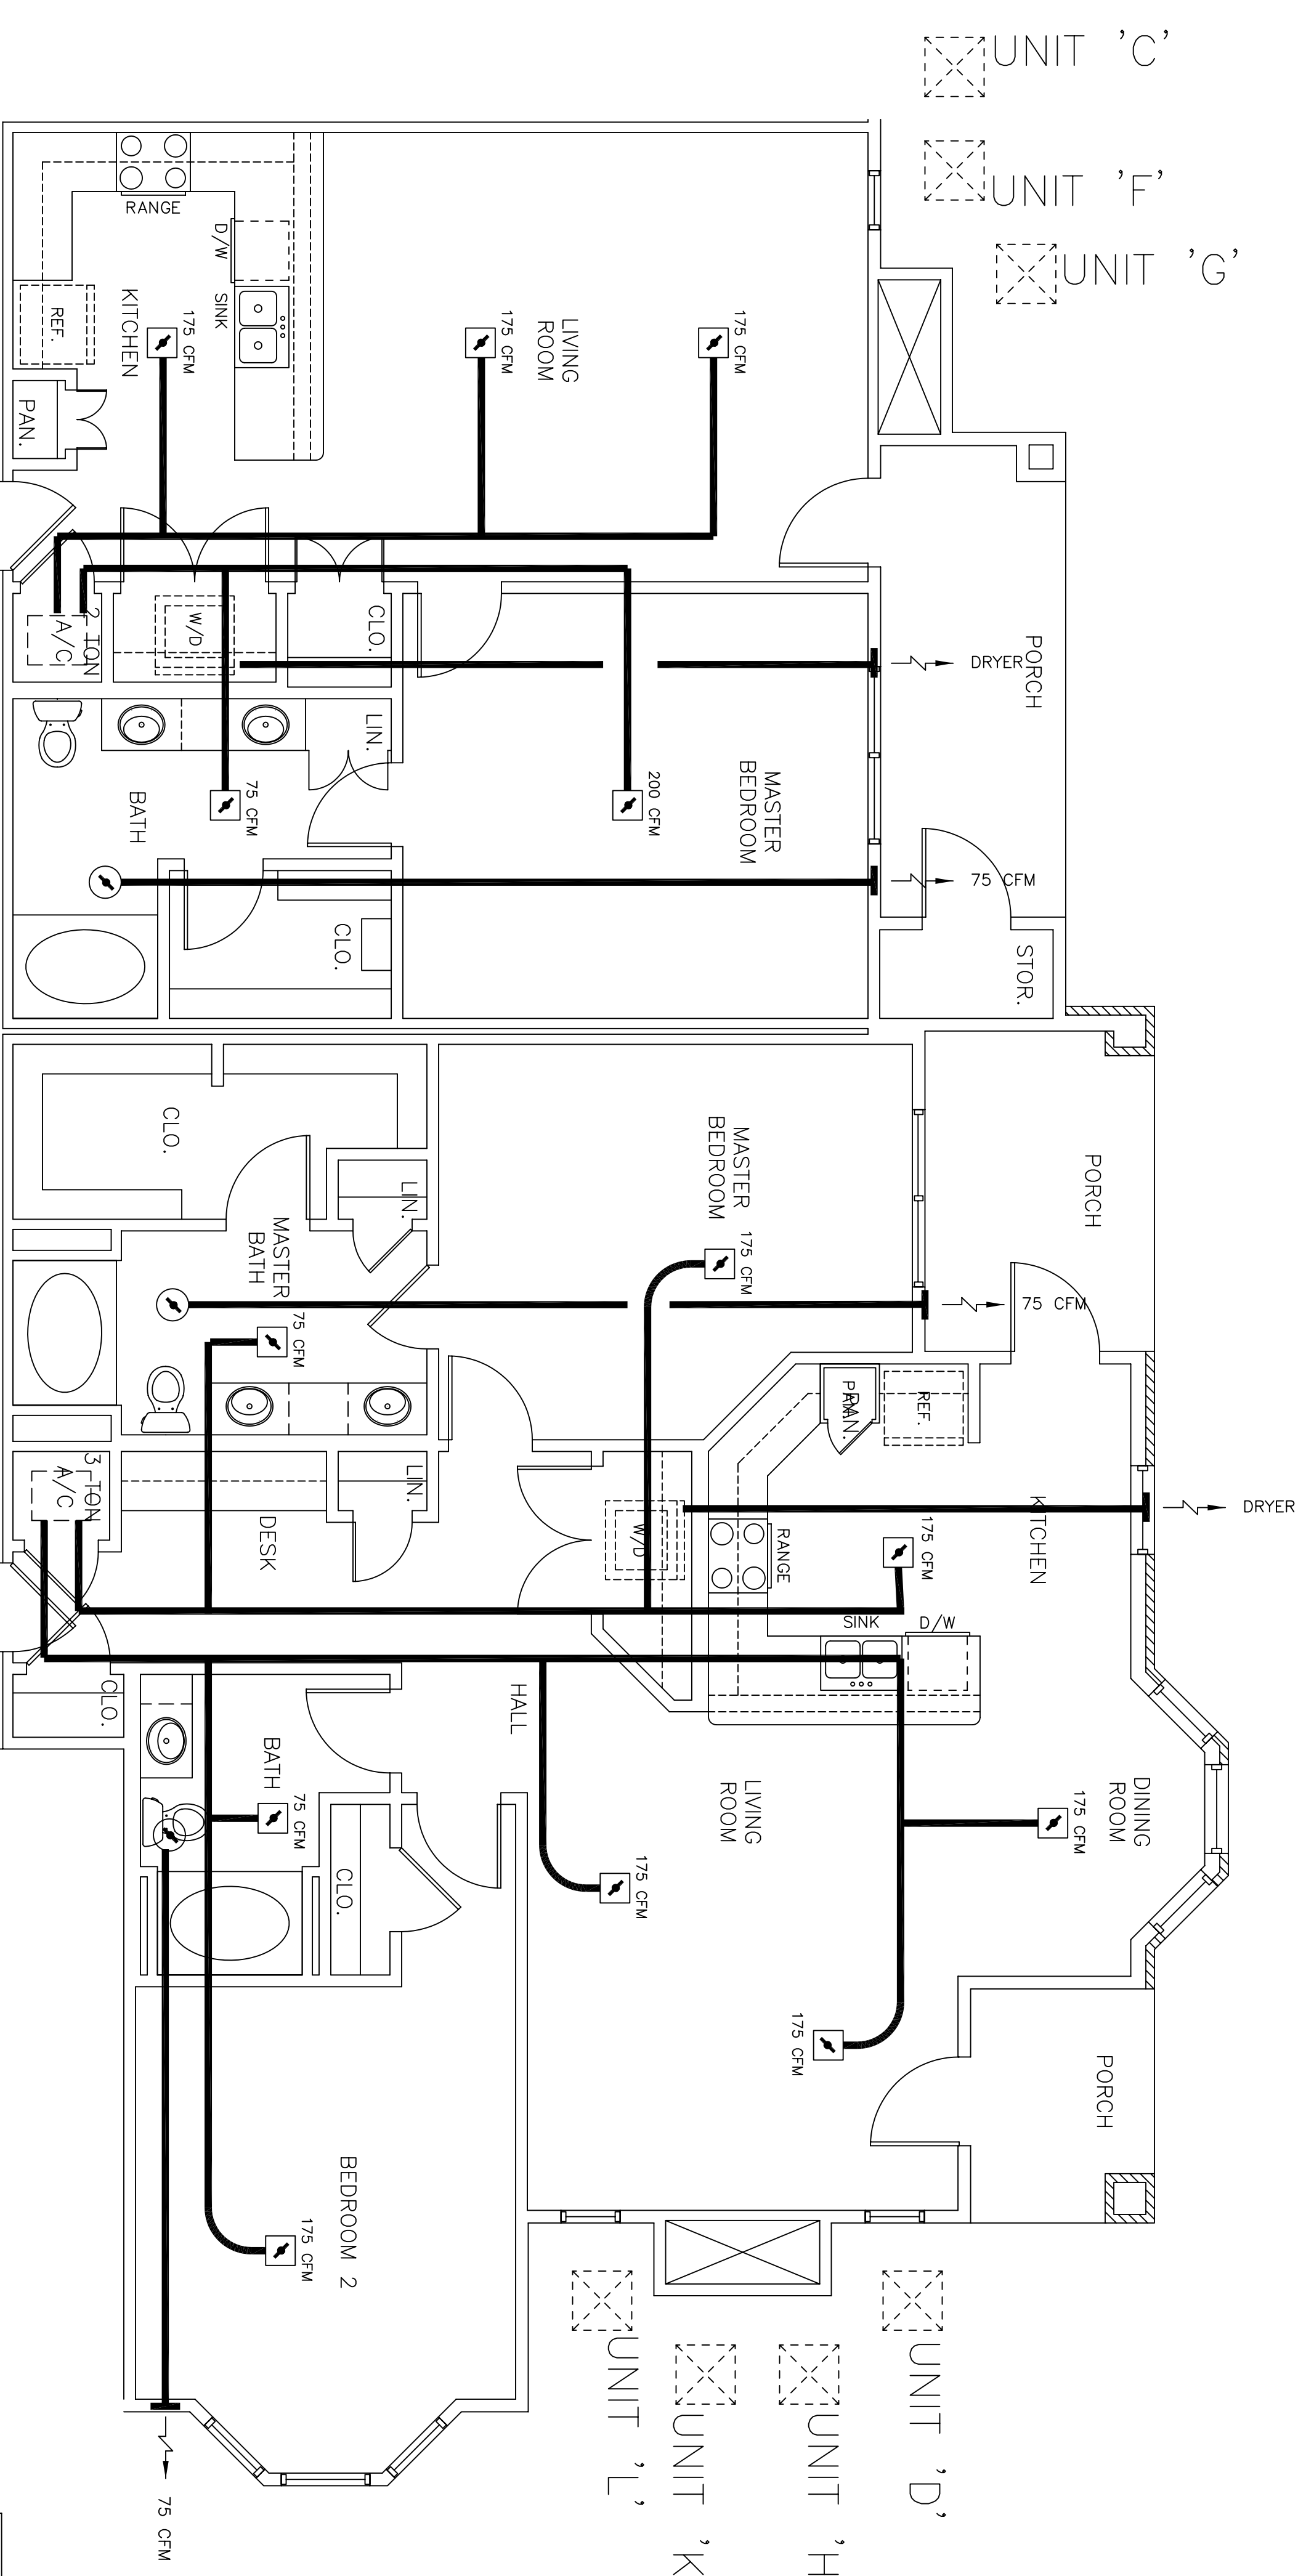 UNIT 'C'
UNIT 'F'
UNIT 'G'
RANGE
D/W
SINK
KITCHEN
REF.
PAN.
175 CFM
175 CFM
LIVING
ROOM
175 CFM
2 TON
A/C
W/D
CLO.
LIN.
BATH
75 CFM
200 CFM
MASTER
BEDROOM
DRYER
PORCH
75 CFM
CLO.
STOR.
CLO.
LIN.
MASTER
BATH
75 CFM
MASTER
BEDROOM
175 CFM
PORCH
75 CFM
PAN.
PAN.
REF.
KITCHEN
DRYER
3 TON
A/C
LIN.
DESK
W/D
RANGE
175 CFM
SINK
D/W
CLO.
HALL
BATH
75 CFM
CLO.
LIVING
ROOM
175 CFM
DINING
ROOM
175 CFM
175 CFM
PORCH
BEDROOM 2
175 CFM
75 CFM
UNIT 'L'
UNIT 'K
UNIT 'H
UNIT 'D'